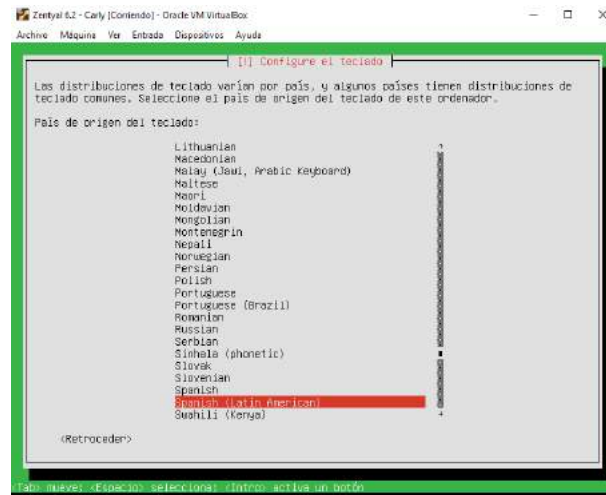 Zentyal 6.2 - Carly [Corriendo] - Oracle VM VirtualBox
Archivo Máquina Ver Entrada Dispositivos Ayuda
[!] Configure el teclado
Las distribuciones de teclado varían por país, y algunos países tienen distribuciones de
teclado comunes. Seleccione el país de origen del teclado de este ordenador.
País de origen del teclado:
Lithuanian
Macedonian
Malay (Jawi, Arabic Keyboard)
Maltese
Maori
Moldavian
Mongolian
Montenegrin
Nepali
Norwegian
Persian
Polish
Portuguese
Portuguese (Brazil)
Romanian
Russian
Serbian
Sinhala (phonetic)
Slovak
Slovenian
Spanish
Spanish (Latin American)
Swahili (Kenya)
<Retroceder>
<Tab> mueve; <Espacio> selecciona; <Intro> activa un botón